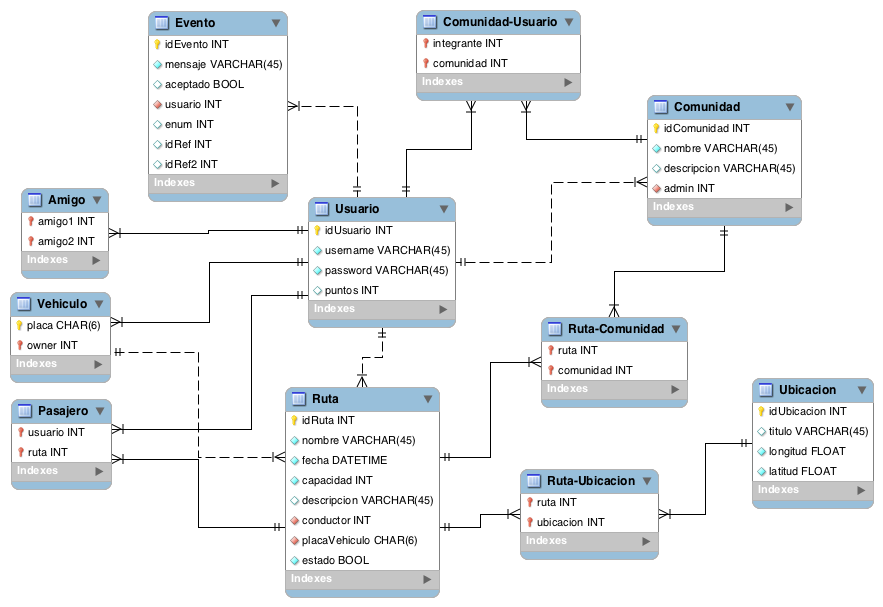 Evento
idEvento INT
mensaje VARCHAR(45)
aceptado BOOL
usuario INT
enum INT
idRef INT
idRef2 INT
Indexes
Comunidad-Usuario
integrante INT
comunidad INT
Indexes
Comunidad
idComunidad INT
nombre VARCHAR(45)
descripcion VARCHAR(45)
admin INT
Indexes
Amigo
amigo1 INT
amigo2 INT
Indexes
Usuario
idUsuario INT
username VARCHAR(45)
password VARCHAR(45)
puntos INT
Indexes
Vehiculo
placa CHAR(6)
owner INT
Indexes
Ruta-Comunidad
ruta INT
comunidad INT
Indexes
Pasajero
usuario INT
ruta INT
Indexes
Ruta
idRuta INT
nombre VARCHAR(45)
fecha DATETIME
capacidad INT
descripcion VARCHAR(45)
conductor INT
placaVehiculo CHAR(6)
estado BOOL
Indexes
Ubicacion
idUbicacion INT
titulo VARCHAR(45)
longitud FLOAT
latitud FLOAT
Indexes
Ruta-Ubicacion
ruta INT
ubicacion INT
Indexes